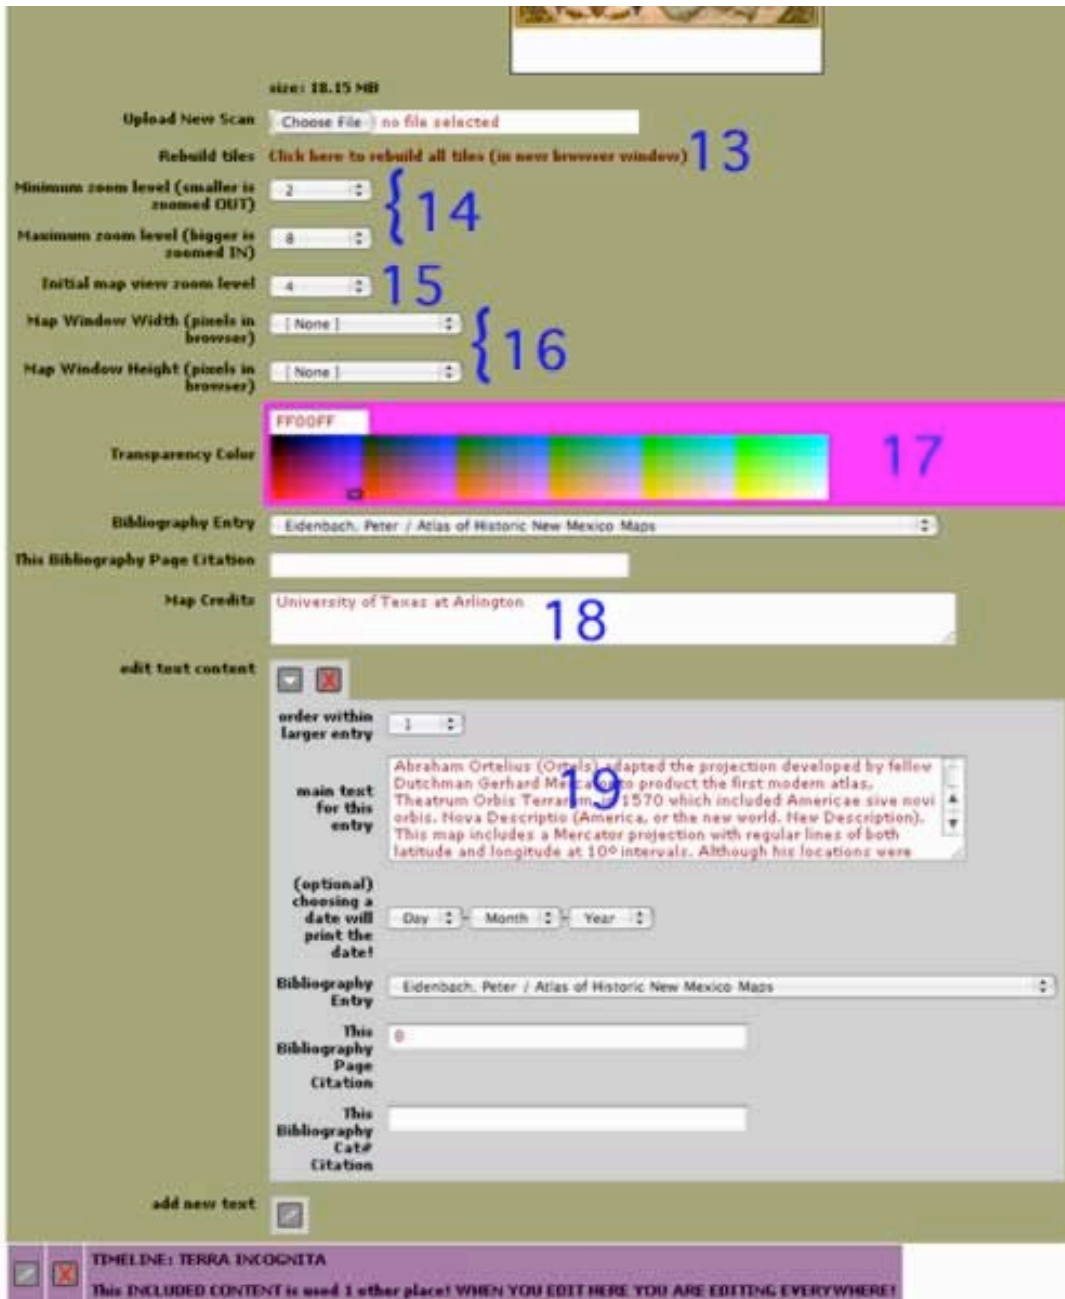 size: 18.15 MB
Upload New Scan Choose File no file selected
Rebuild tiles Click here to rebuild all tiles (in new browser window) 13
Minimum zoom level (smaller is zoomed OUT) 2
14
Maximum zoom level (bigger is zoomed IN) 8
Initial map view zoom level 4 15
Map Window Width (pixels in browser) [ None ]
16
Map Window Height (pixels in browser) [ None ]
FF00FF
Transparency Color 17
Bibliography Entry Eidenbach, Peter / Atlas of Historic New Mexico Maps
This Bibliography Page Citation
Map Credits University of Texas at Arlington
18
edit text content X
order within larger entry 1
main text for this entry
Abraham Ortelius (Ortels) adapted the projection developed by fellow
Dutchman Gerhard to product the first modern atlas,
19
Theatrum Orbis 1570 which included Americae sive novi
orbis, Nova Descriptio (America, or the new world, New Description).
This map includes a Mercator projection with regular lines of both
latitude and longitude at 10º intervals. Although his locations were
(optional) choosing a date will print the date! Day - Month - Year
Bibliography Entry Eidenbach, Peter / Atlas of Historic New Mexico Maps
This Bibliography Page Citation 0
This Bibliography Cat# Citation
add new text
X TIMELINE: TERRA INCOGNITA
This INCLUDED CONTENT is used 1 other place! WHEN YOU EDIT HERE YOU ARE EDITING EVERYWHERE!